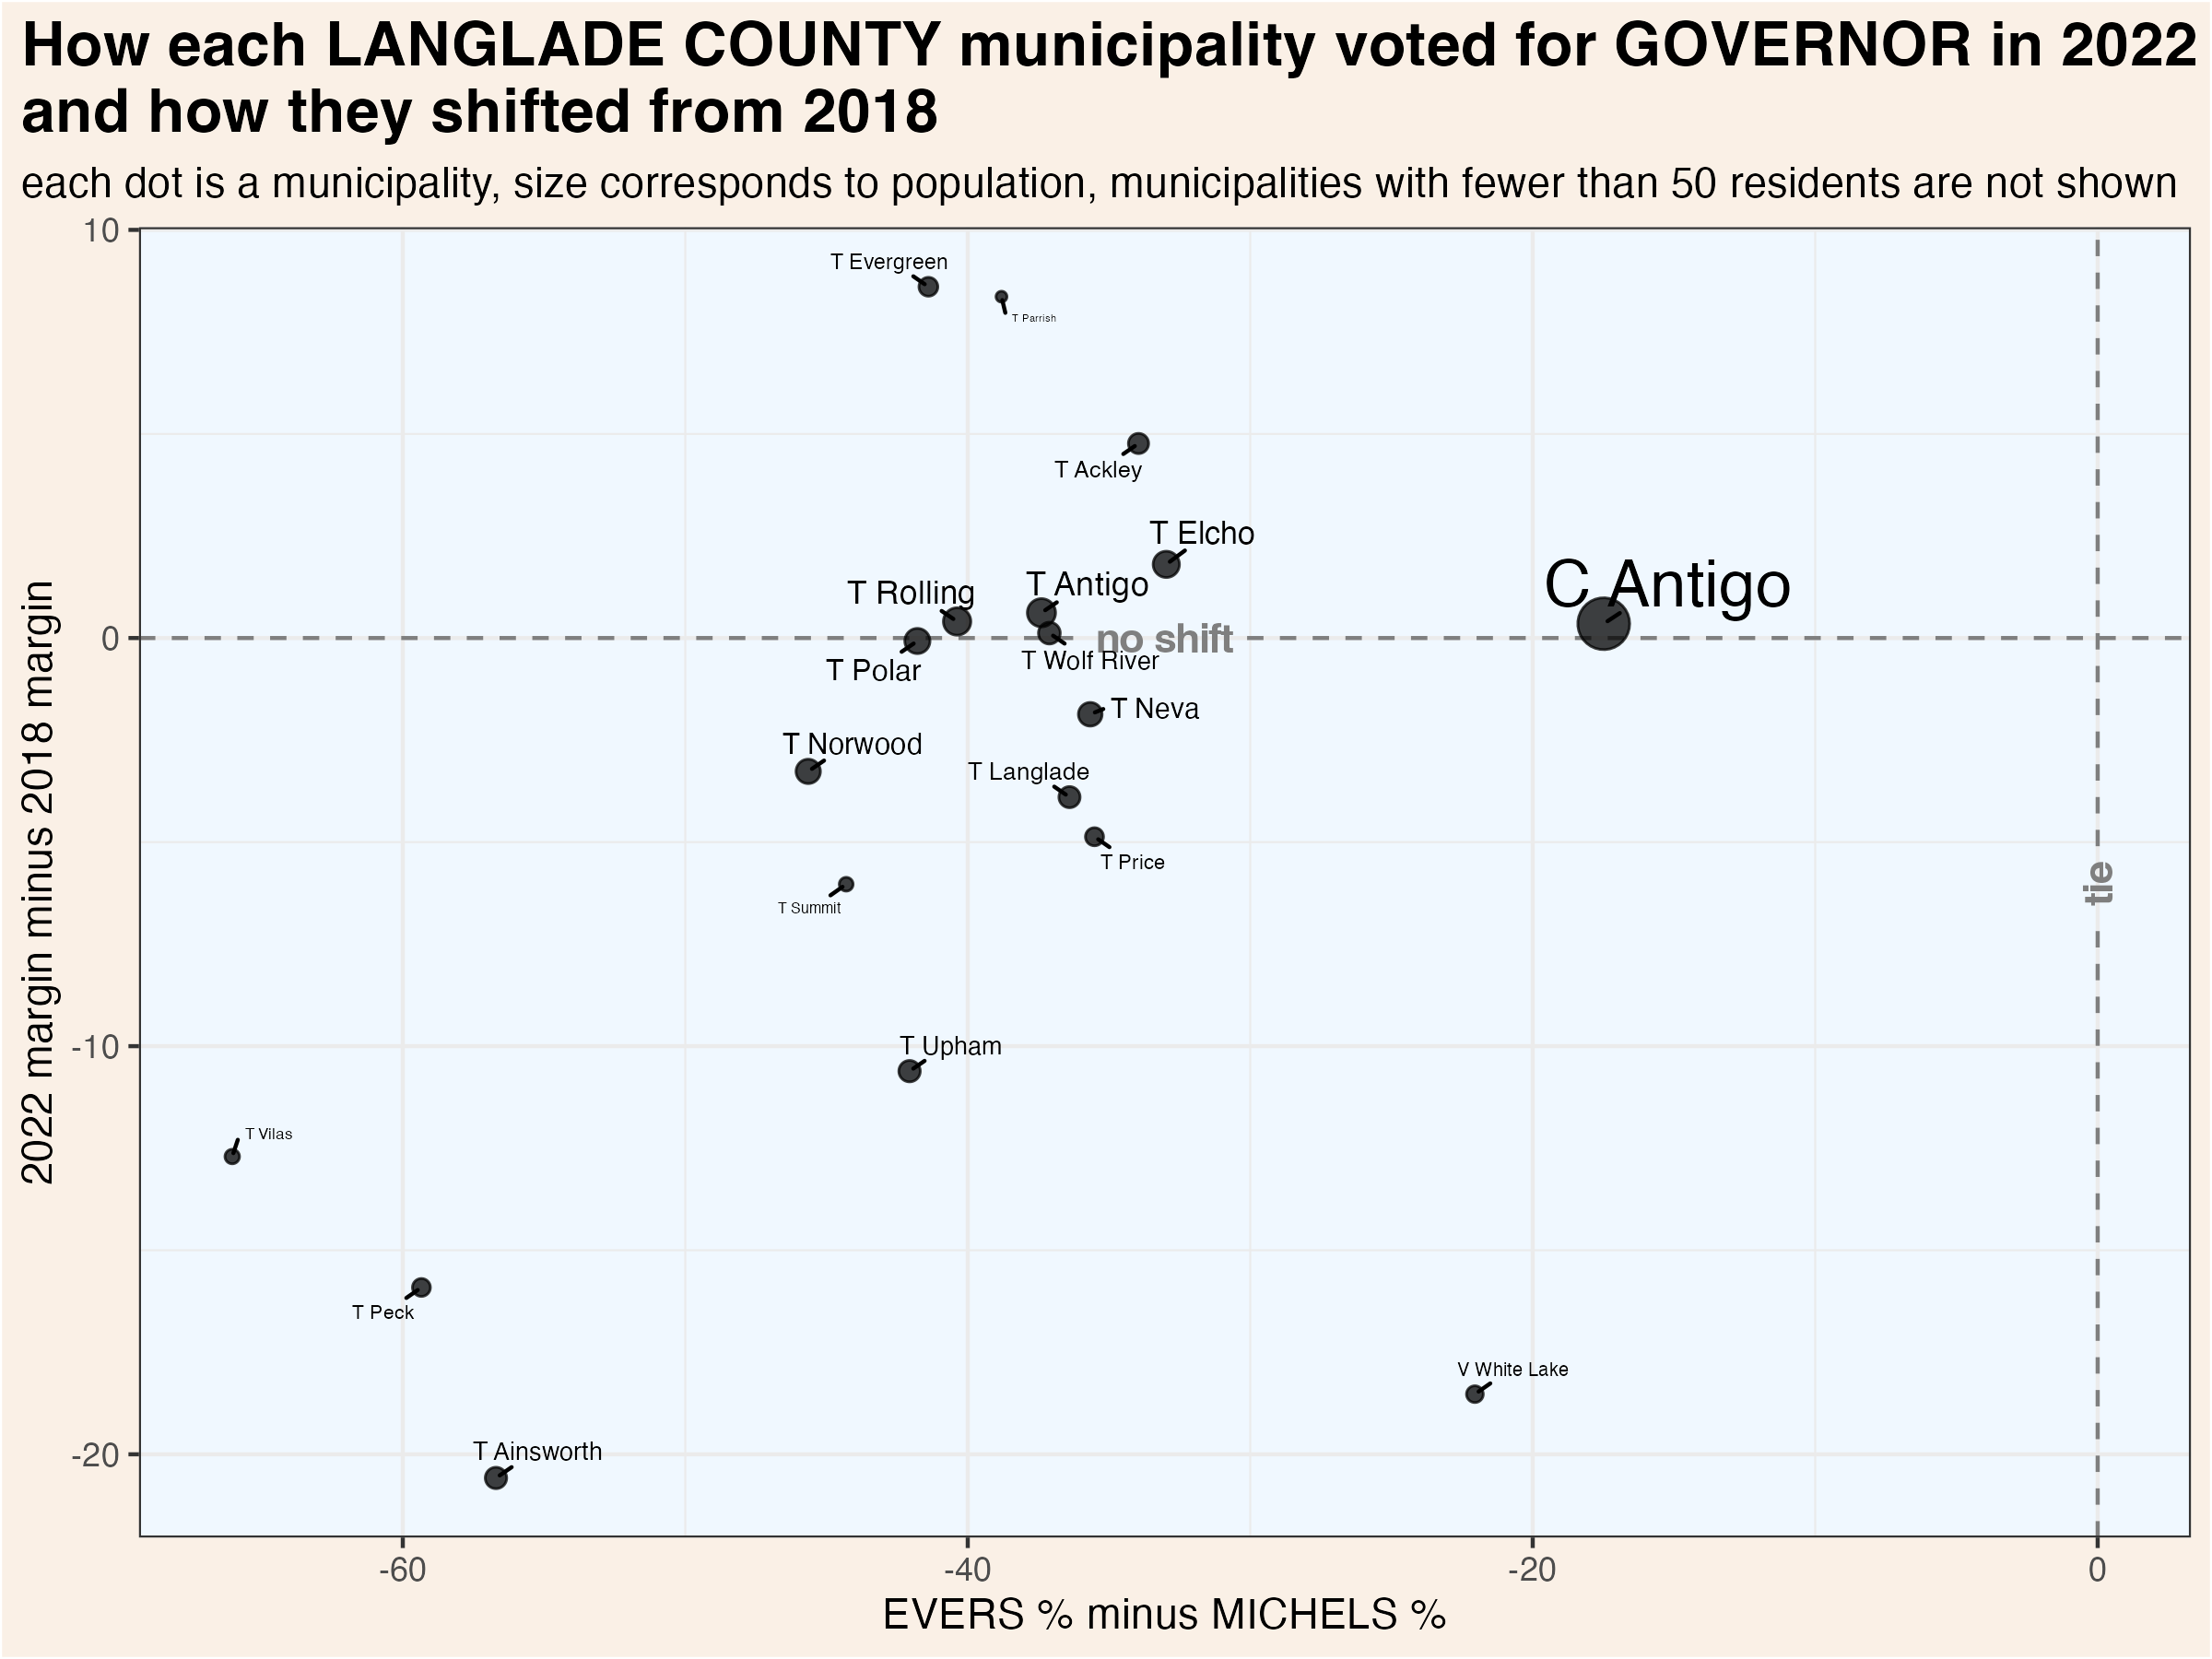 How each LANGLADE COUNTY municipality voted for GOVERNOR in 2022
and how they shifted from 2018
each dot is a municipality, size corresponds to population, municipalities with fewer than 50 residents are not shown
2022 margin minus 2018 margin
10
0
-10
-20
T Evergreen
T Parrish
T Ackley
T Elcho
C Antigo
T Antigo
T Rolling
no shift
T Wolf River
T Polar
T Neva
T Norwood
T Langlade
T Price
tie
T Summit
T Upham
T Vilas
T Peck
V White Lake
T Ainsworth
-60
-40
-20
0
EVERS % minus MICHELS %